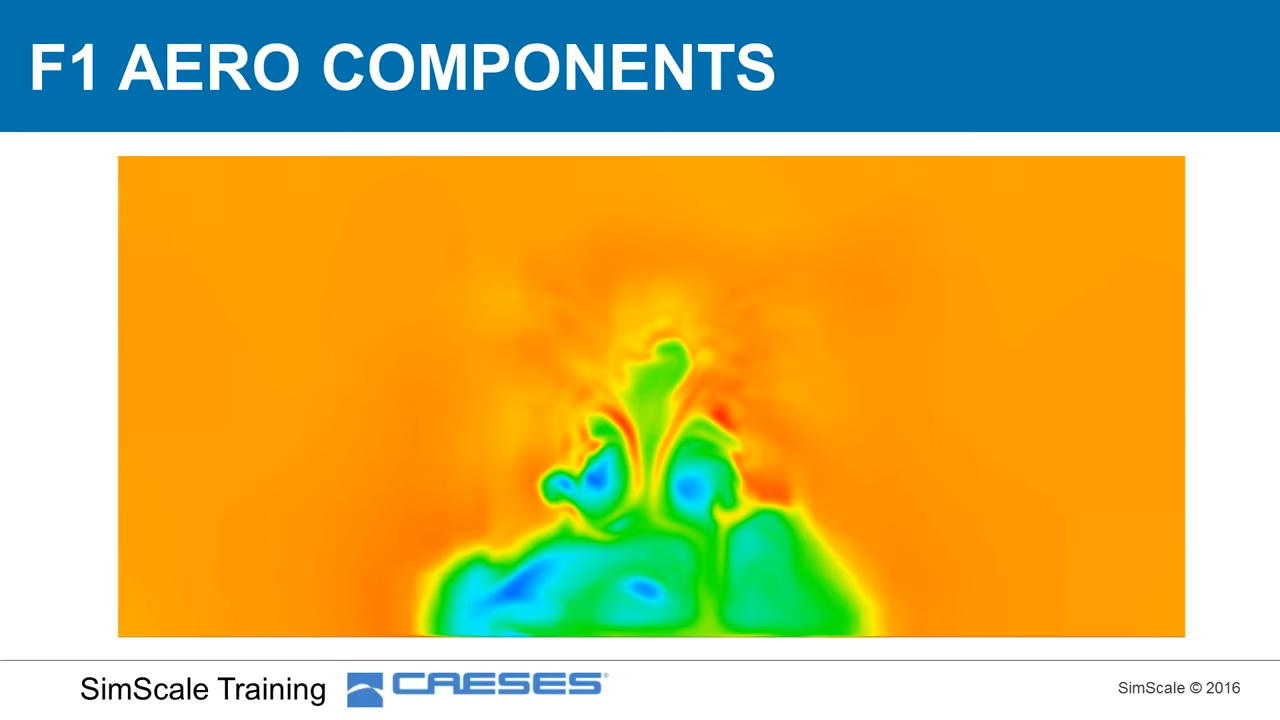 F1 AERO COMPONENTS
SimScale Training
CAESES®
SimScale © 2016